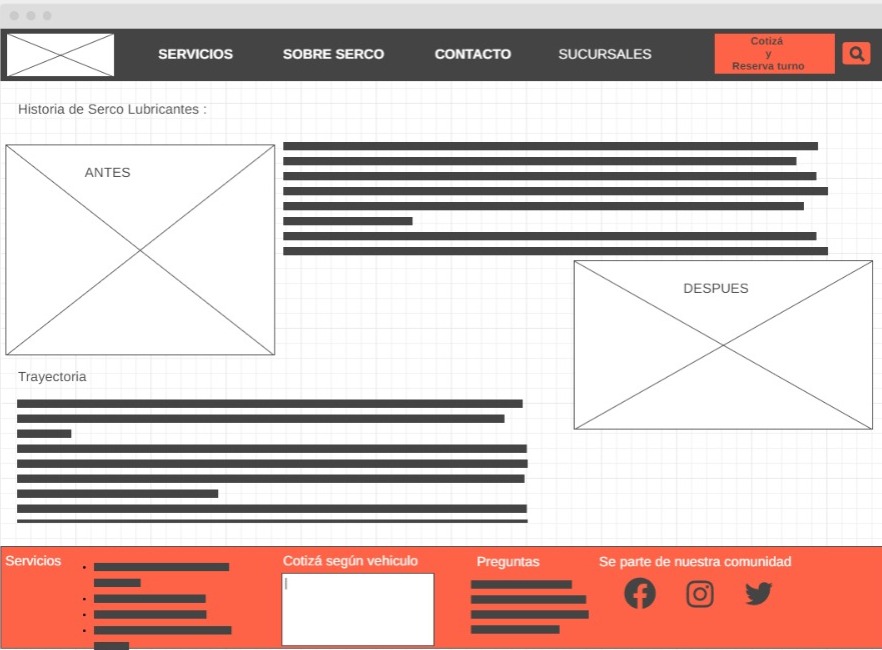 SERVICIOS
SOBRE SERCO
CONTACTO
SUCURSALES
Cotizá
y
Reserva turno
Historia de Serco Lubricantes :
ANTES
DESPUES
Trayectoria
Servicios
Cotizá según vehiculo
Preguntas
Se parte de nuestra comunidad